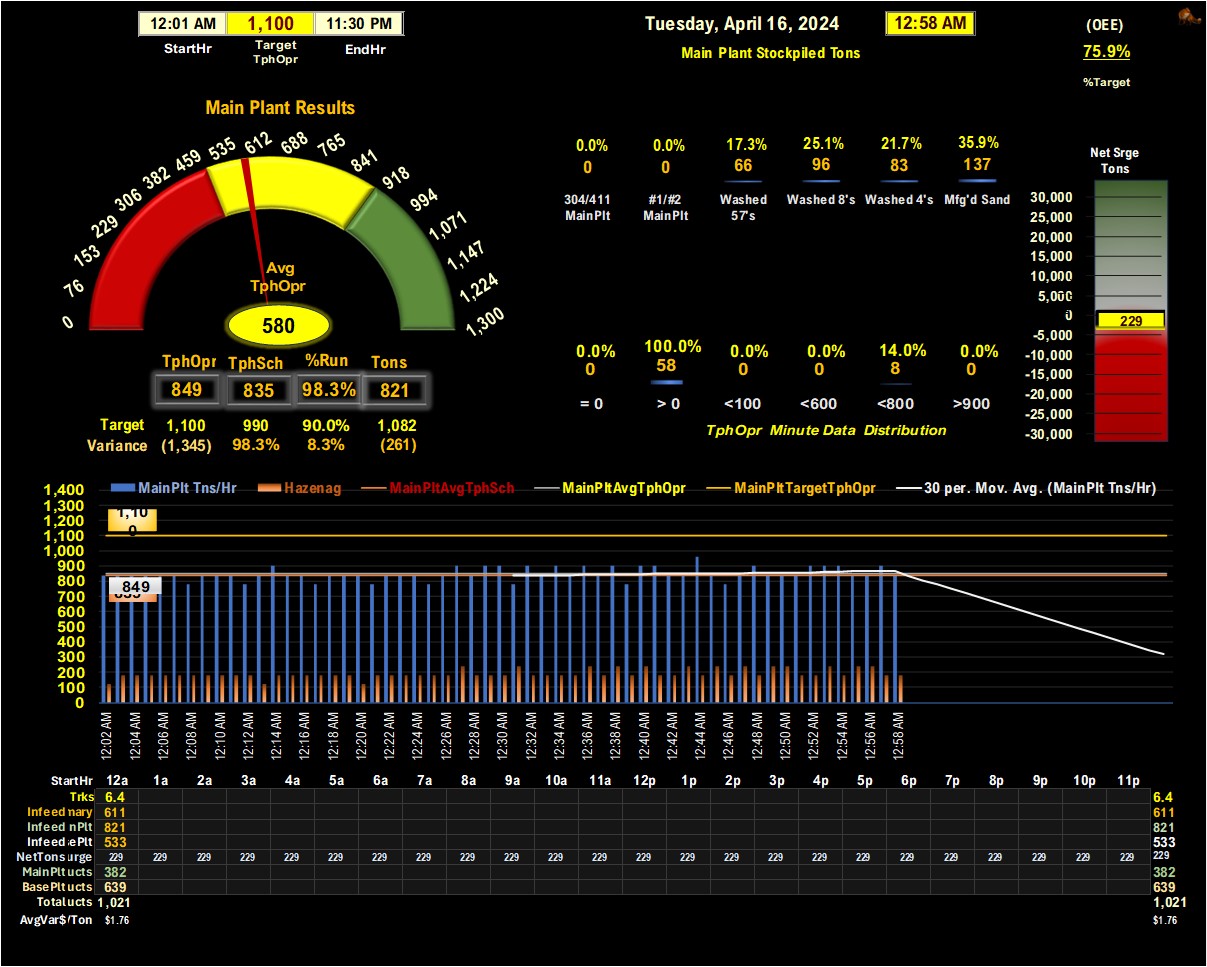 12:01 AM 1,100 11:30 PM
StartHr Target TphOpr EndHr
Tuesday, April 16, 2024 12:58 AM
Main Plant Stockpiled Tons
(OEE)
75.9%
%Target
Main Plant Results
0 76 153 229 306 382 459 535 612 688 765 841 918 994 1,071 1,147 1,224 1,300
Avg
TphOpr
580
TphOpr TphSch %Run Tons
849 835 98.3% 821
Target 1,100 990 90.0% 1,082
Variance (1,345) 98.3% 8.3% (261)
0.0% 0.0% 17.3% 25.1% 21.7% 35.9%
0 0 66 96 83 137
304/411 MainPlt #1/#2 MainPlt Washed 57's Washed 8's Washed 4's Mfg'd Sand
0.0% 100.0% 0.0% 0.0% 14.0% 0.0%
0 58 0 0 8 0
= 0 > 0 <100 <600 <800 >900
TphOpr Minute Data Distribution
Net Srge
Tons
30,000
25,000
20,000
15,000
10,000
5,000
0
229
-5,000
-10,000
-15,000
-20,000
-25,000
-30,000
MainPlt Tns/Hr Hazenag MainPltAvgTphSch MainPltAvgTphOpr MainPltTargetTphOpr 30 per. Mov. Avg. (MainPlt Tns/Hr)
1,400
1,300
1,200
1,100
1,000
900
800
700
600
500
400
300
200
100
0
1,10
0
849
12:02 AM 12:04 AM 12:06 AM 12:08 AM 12:10 AM 12:12 AM 12:14 AM 12:16 AM 12:18 AM 12:20 AM 12:22 AM 12:24 AM 12:26 AM 12:28 AM 12:30 AM 12:32 AM 12:34 AM 12:36 AM 12:38 AM 12:40 AM 12:42 AM 12:44 AM 12:46 AM 12:48 AM 12:50 AM 12:52 AM 12:54 AM 12:56 AM 12:58 AM
StartHr 12a 1a 2a 3a 4a 5a 6a 7a 8a 9a 10a 11a 12p 1p 2p 3p 4p 5p 6p 7p 8p 9p 10p 11p
Trks 6.4 6.4
Infeed mary 611 611
Infeed nPlt 821 821
Infeed ePlt 533 533
NetTons urge 229 229 229 229 229 229 229 229 229 229 229 229 229 229 229 229 229 229 229 229 229 229 229 229 229
MainPlt ucts 382 382
BasePlt ucts 639 639
Total ucts 1,021 1,021
AvgVar$/Ton $1.76 $1.76